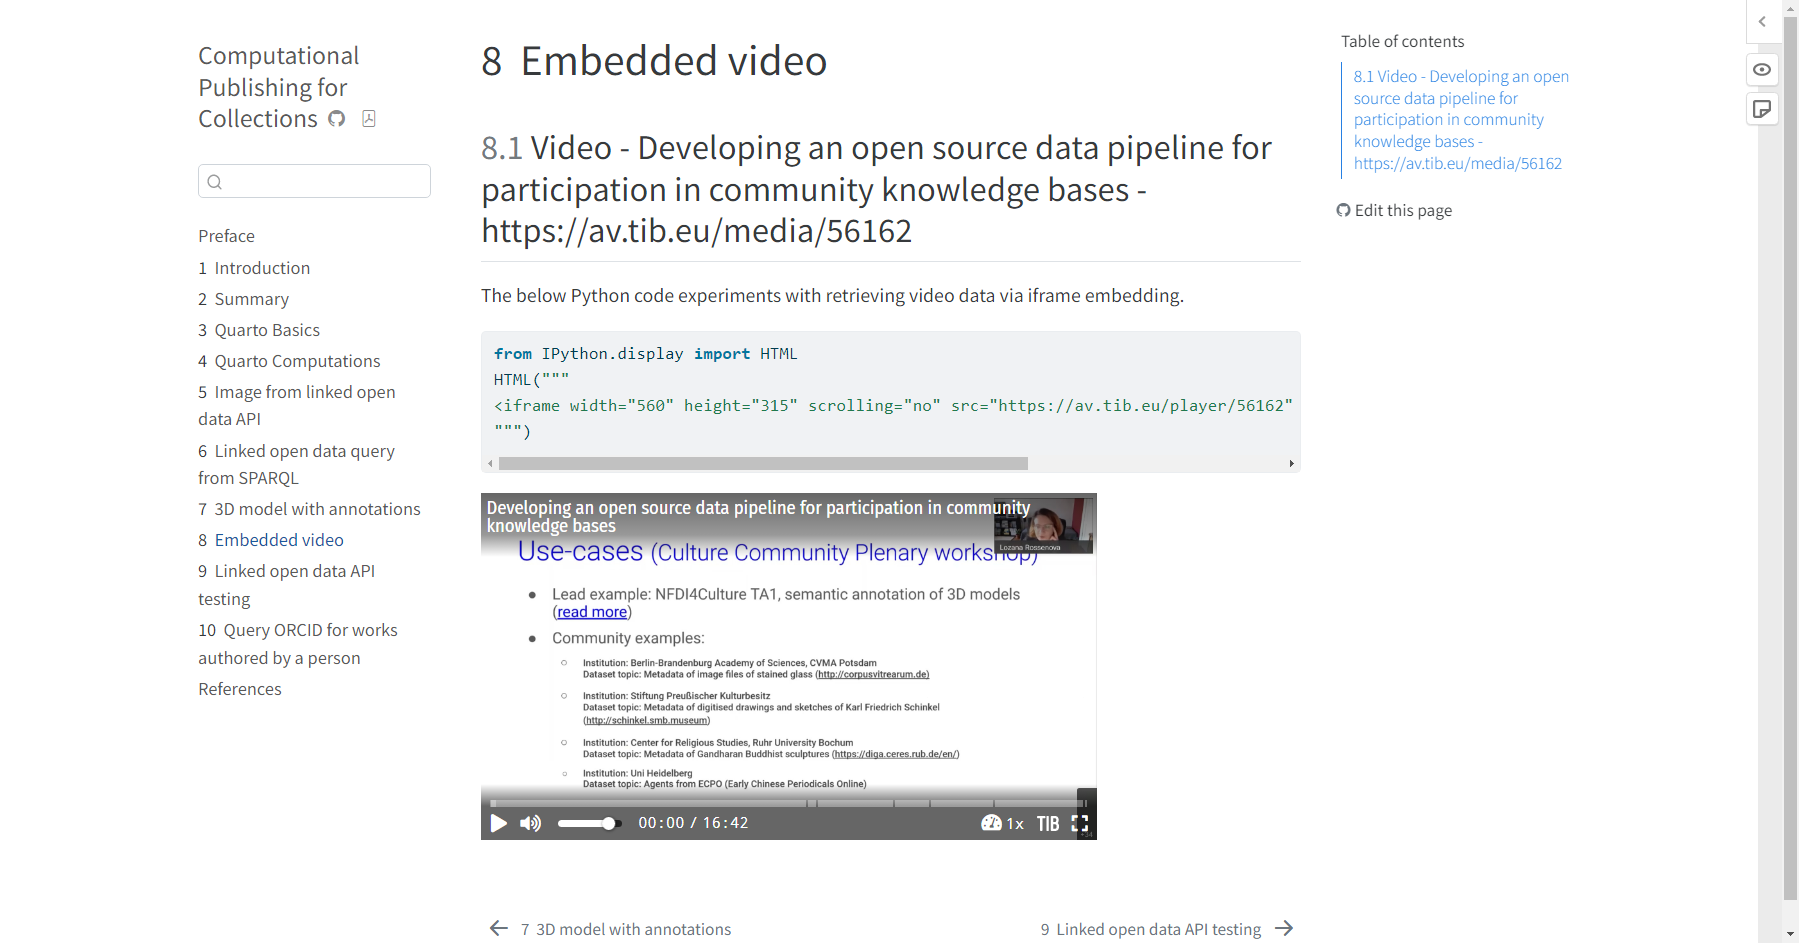 Computational
Publishing for
Collections
Preface
1 Introduction
2 Summary
3 Quarto Basics
4 Quarto Computations
5 Image from linked open
data API
6 Linked open data query
from SPARQL
7 3D model with annotations
8 Embedded video
9 Linked open data API
testing
10 Query ORCID for works
authored by a person
References
8 Embedded video
8.1 Video - Developing an open source data pipeline for
participation in community knowledge bases -
https://av.tib.eu/media/56162
The below Python code experiments with retrieving video data via iframe embedding.
from IPython.display import HTML
HTML("""
<iframe width="560" height="315" scrolling="no" src="https://av.tib.eu/player/56162"
""")
Developing an open source data pipeline for participation in community
knowledge bases
Lozana Rossenova
Use-cases (Culture Community Plenary workshop)
● Lead example: NFDI4Culture TA1, semantic annotation of 3D models
(read more)
● Community examples:
○ Institution: Berlin-Brandenburg Academy of Sciences, CVMA Potsdam
Dataset topic: Metadata of image files of stained glass (http://corpusvitrearum.de)
○ Institution: Stiftung Preußischer Kulturbesitz
Dataset topic: Metadata of digitised drawings and sketches of Karl Friedrich Schinkel
(http://schinkel.smb.museum)
○ Institution: Center for Religious Studies, Ruhr University Bochum
Dataset topic: Metadata of Gandharan Buddhist sculptures (https://diga.ceres.rub.de/en/)
○ Institution: Uni Heidelberg
Dataset topic: Agents from ECPO (Early Chinese Periodicals Online)
00:00 / 16:42
1x
TIB
7 3D model with annotations
9 Linked open data API testing
Table of contents
8.1 Video - Developing an open
source data pipeline for
participation in community
knowledge bases -
https://av.tib.eu/media/56162
Edit this page